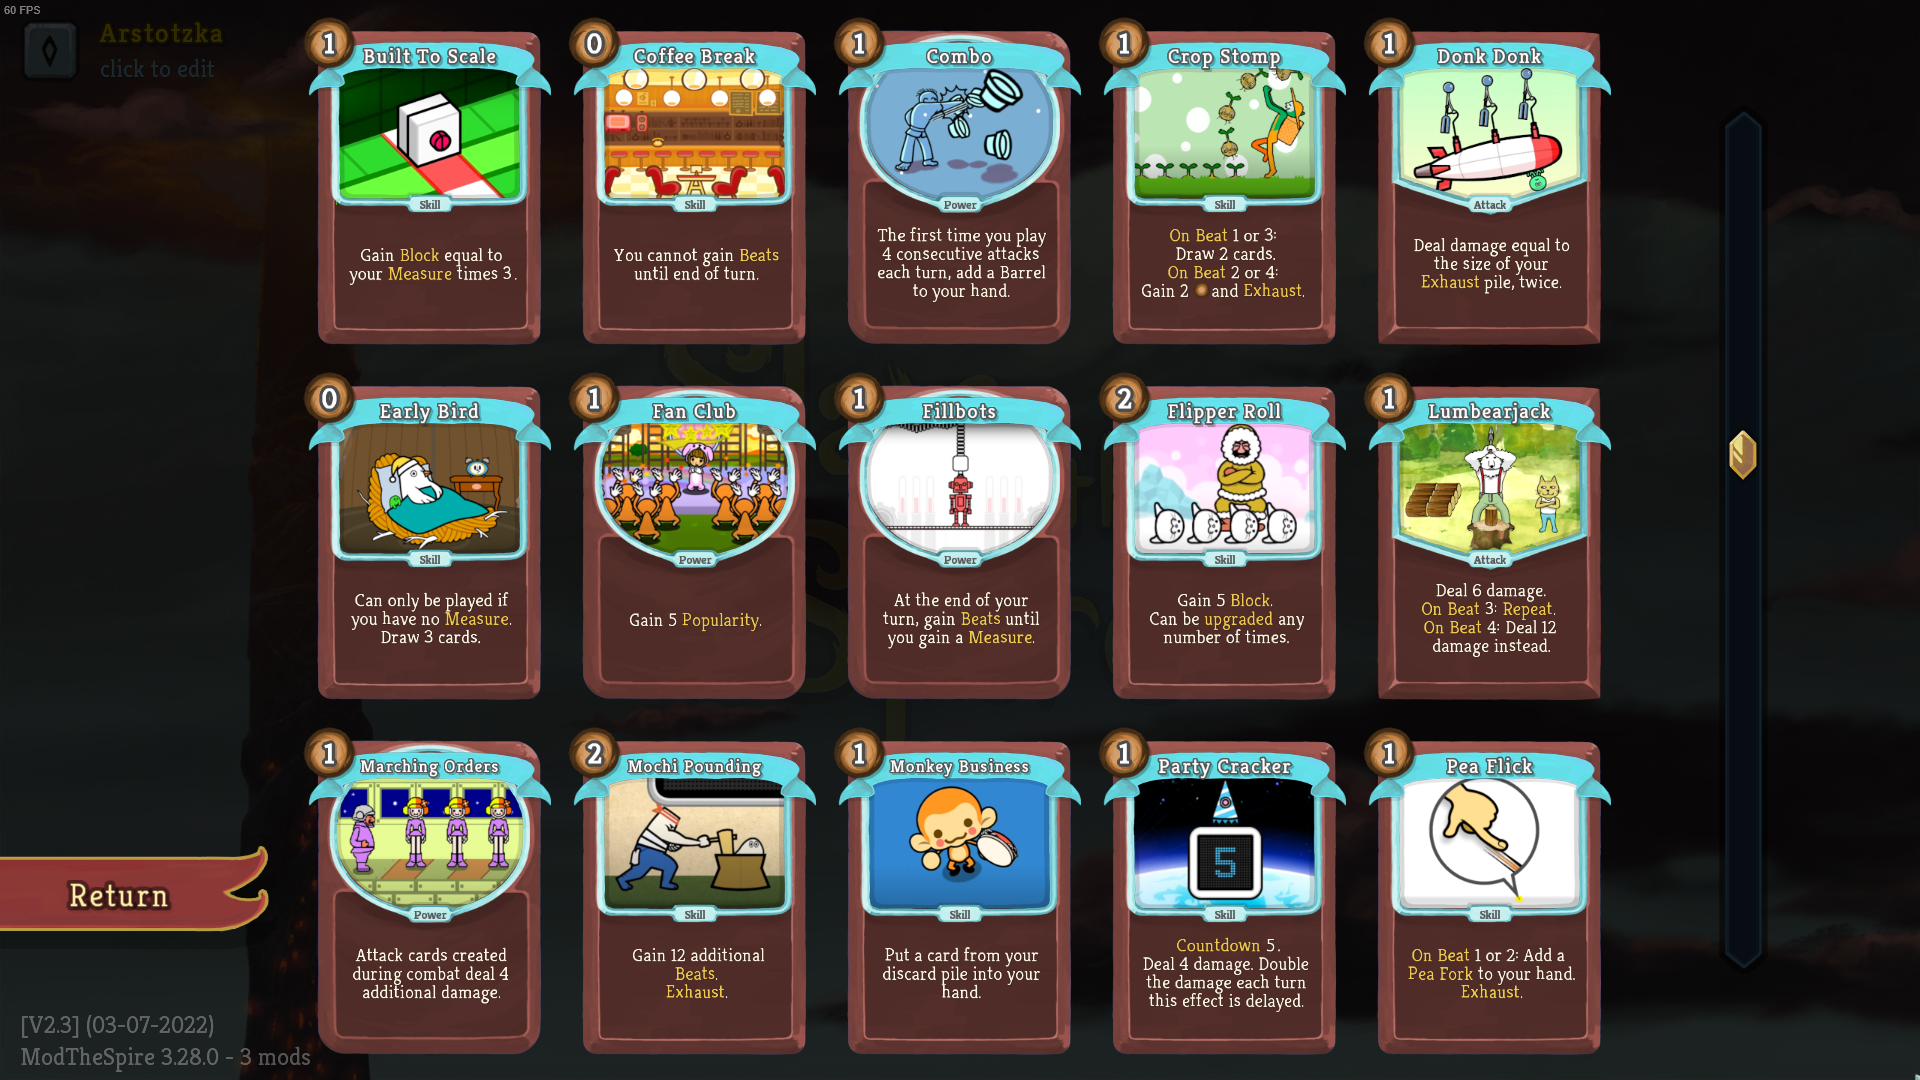 60 FPS
Arstotzka
click to edit
1
Built To Scale
Skill
Gain Block equal to
your Measure times 3.
0
Coffee Break
Skill
You cannot gain Beats
until end of turn.
1
Combo
Power
The first time you play
4 consecutive attacks
each turn, add a Barrel
to your hand.
1
Crop Stomp
Skill
On Beat 1 or 3:
Draw 2 cards.
On Beat 2 or 4:
Gain 2 and Exhaust.
1
Donk Donk
Attack
Deal damage equal to
the size of your
Exhaust pile, twice.
0
Early Bird
Skill
Can only be played if
you have no Measure.
Draw 3 cards.
1
Fan Club
Power
Gain 5 Popularity.
1
Fillbots
Power
At the end of your
turn, gain Beats until
you gain a Measure.
2
Flipper Roll
Skill
Gain 5 Block.
Can be upgraded any
number of times.
1
Lumbearjack
Attack
Deal 6 damage.
On Beat 3: Repeat.
On Beat 4: Deal 12
damage instead.
1
Marching Orders
Power
Attack cards created
during combat deal 4
additional damage.
2
Mochi Pounding
Skill
Gain 12 additional
Beats.
Exhaust.
1
Monkey Business
Skill
Put a card from your
discard pile into your
hand.
1
Party Cracker
5
Skill
Countdown 5.
Deal 4 damage. Double
the damage each turn
this effect is delayed.
1
Pea Flick
Skill
On Beat 1 or 2: Add a
Pea Fork to your hand.
Exhaust.
Return
[V2.3] (03-07-2022)
ModTheSpire 3.28.0 - 3 mods